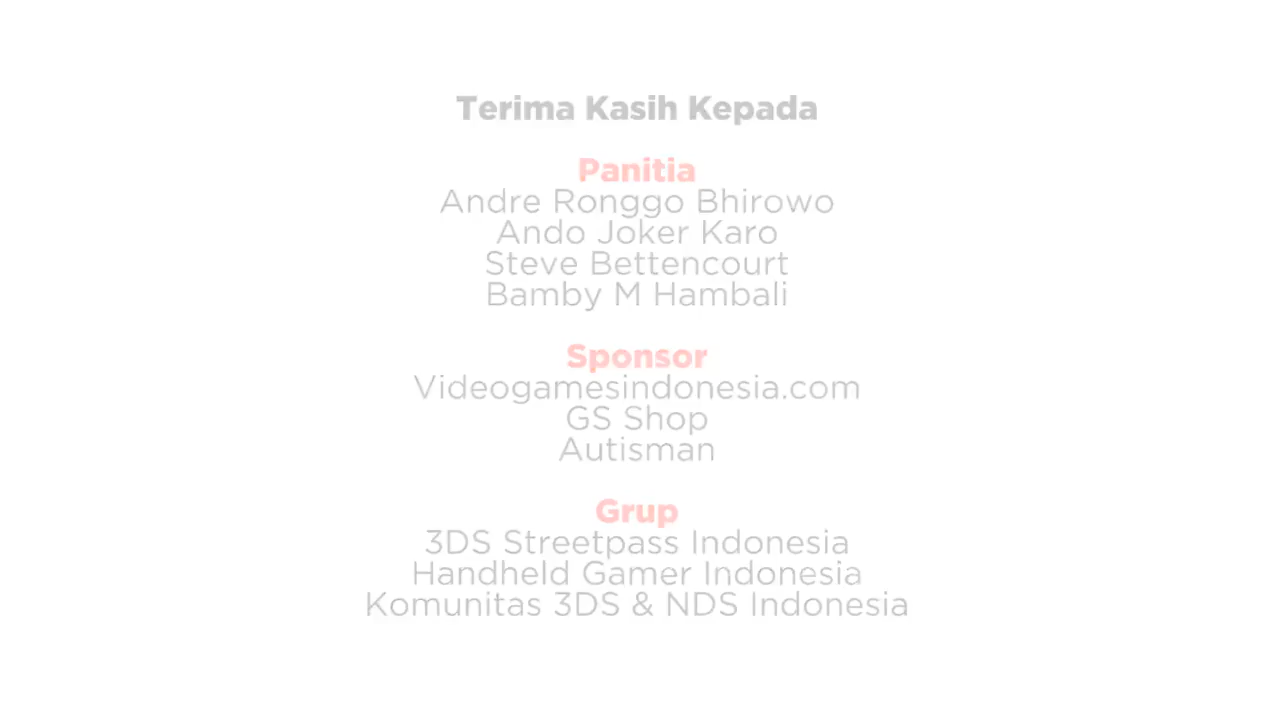 Terima Kasih Kepada
Panitia
Andre Ronggo Bhirowo
Ando Joker Karo
Steve Bettencourt
Bamby M Hambali
Sponsor
Videogamesindonesia.com
GS Shop
Autisman
Grup
3DS Streetpass Indonesia
Handheld Gamer Indonesia
Komunitas 3DS & NDS Indonesia